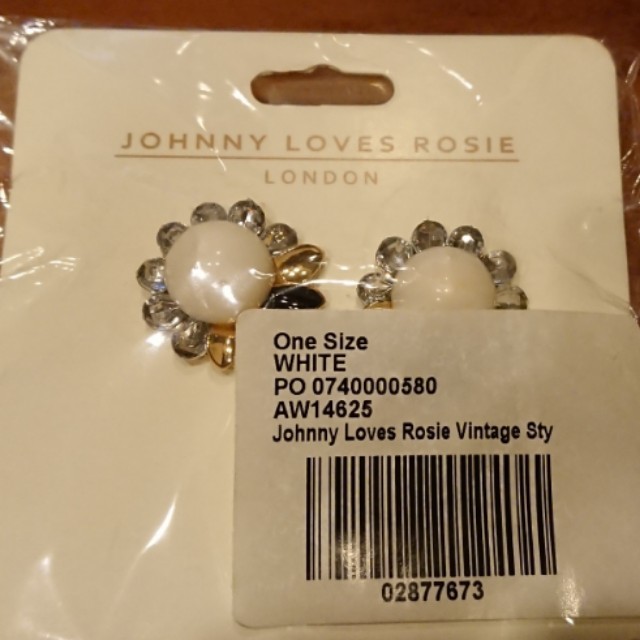 JOHNNY LOVES ROSIE
LONDON
One Size
WHITE
PO 0740000580
AW14625
Johnny Loves Rosie Vintage Sty
02877673